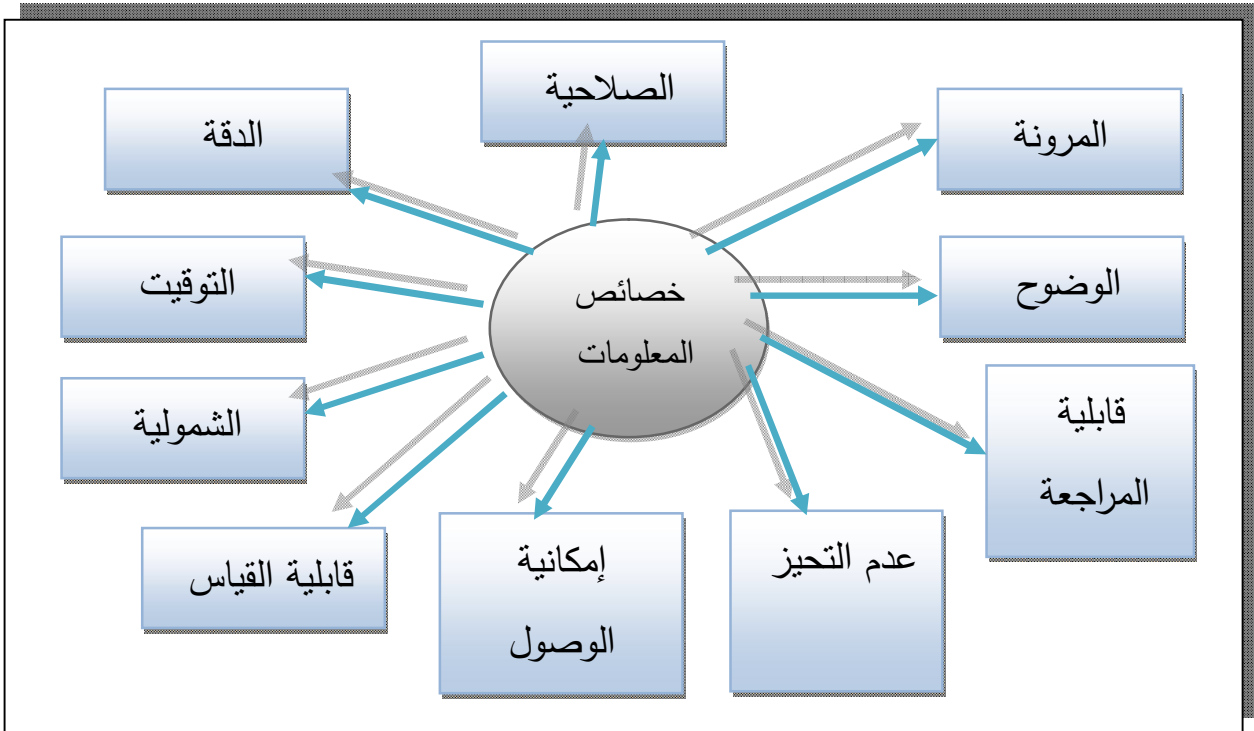 الصلاحية
المرونة
الدقة
الوضوح
التوقيت
خصائص
المعلومات
قابلية
المراجعة
الشمولية
عدم التحيز
إمكانية
الوصول
قابلية القياس